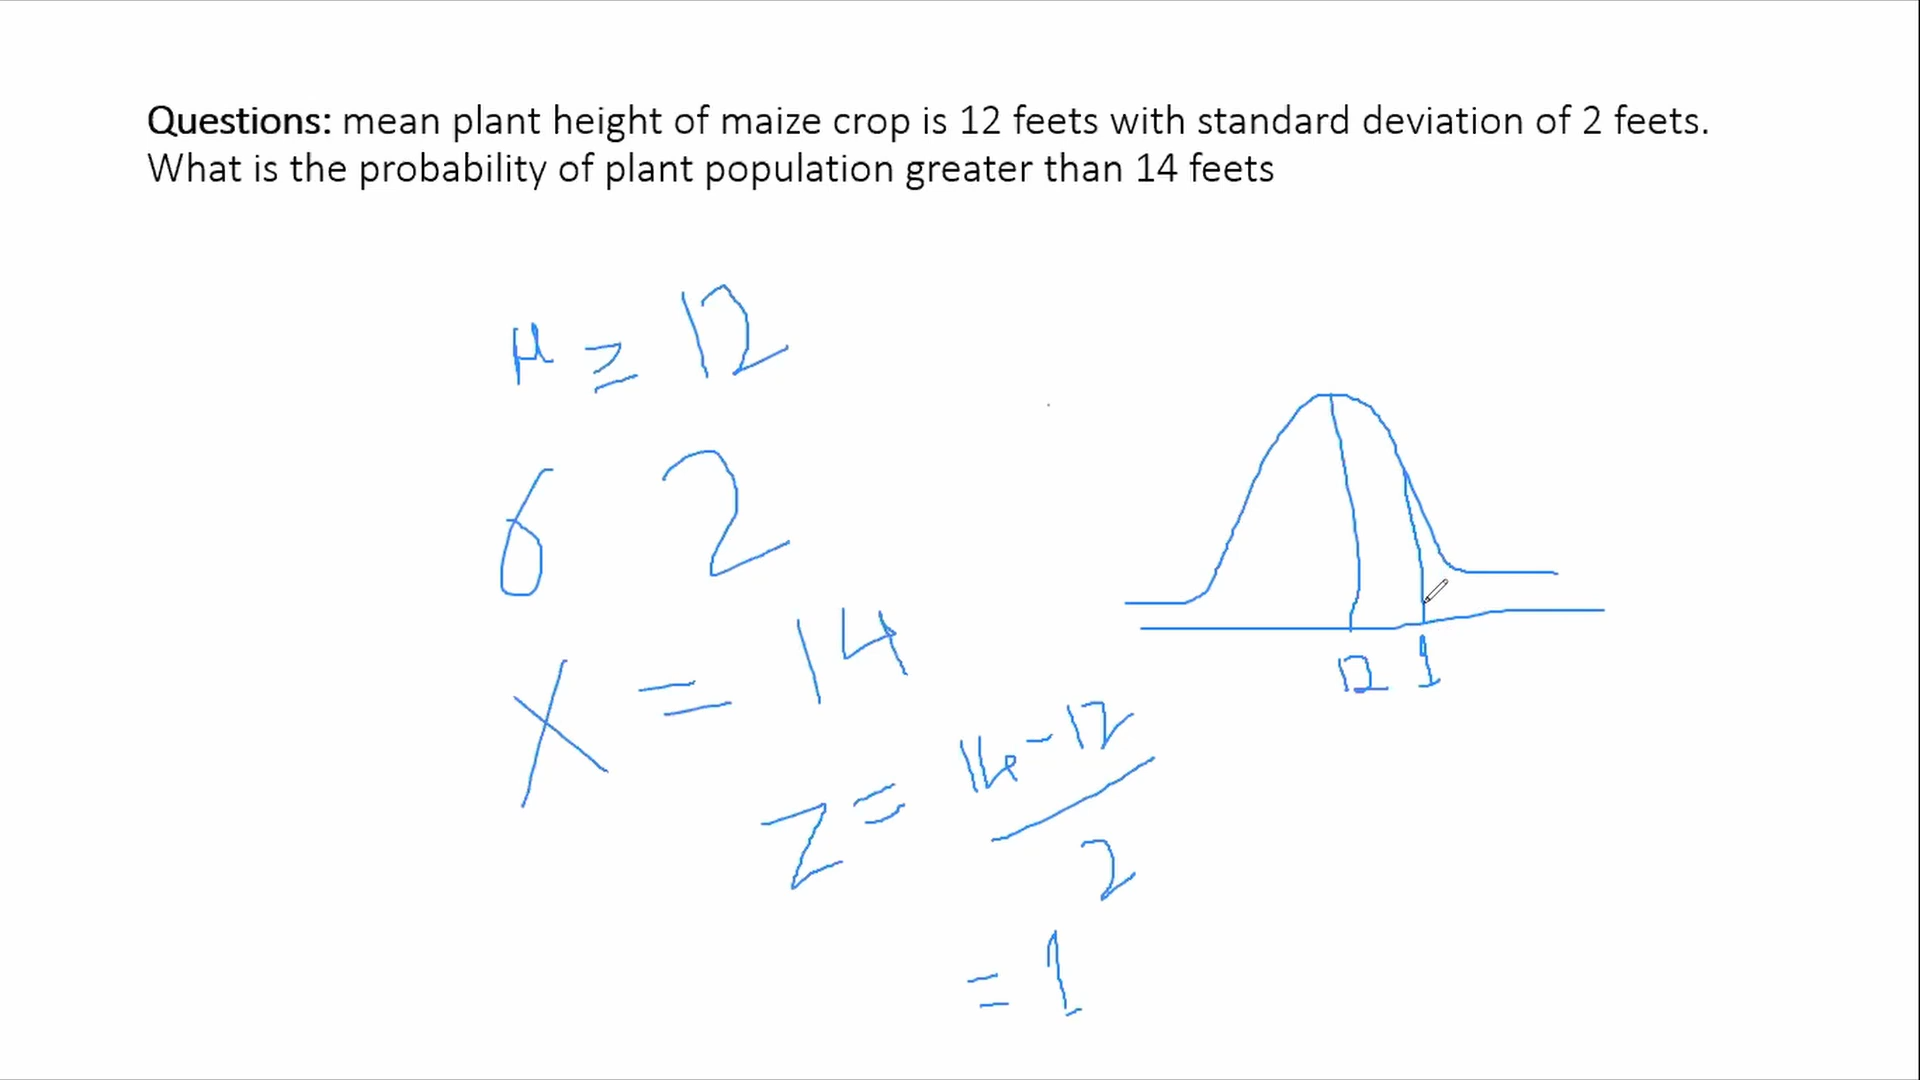 Questions: mean plant height of maize crop is 12 feets with standard deviation of 2 feets.
What is the probability of plant population greater than 14 feets
μ = 12
σ 2
X = 14
12 1
Z = 14-12
2
= 1